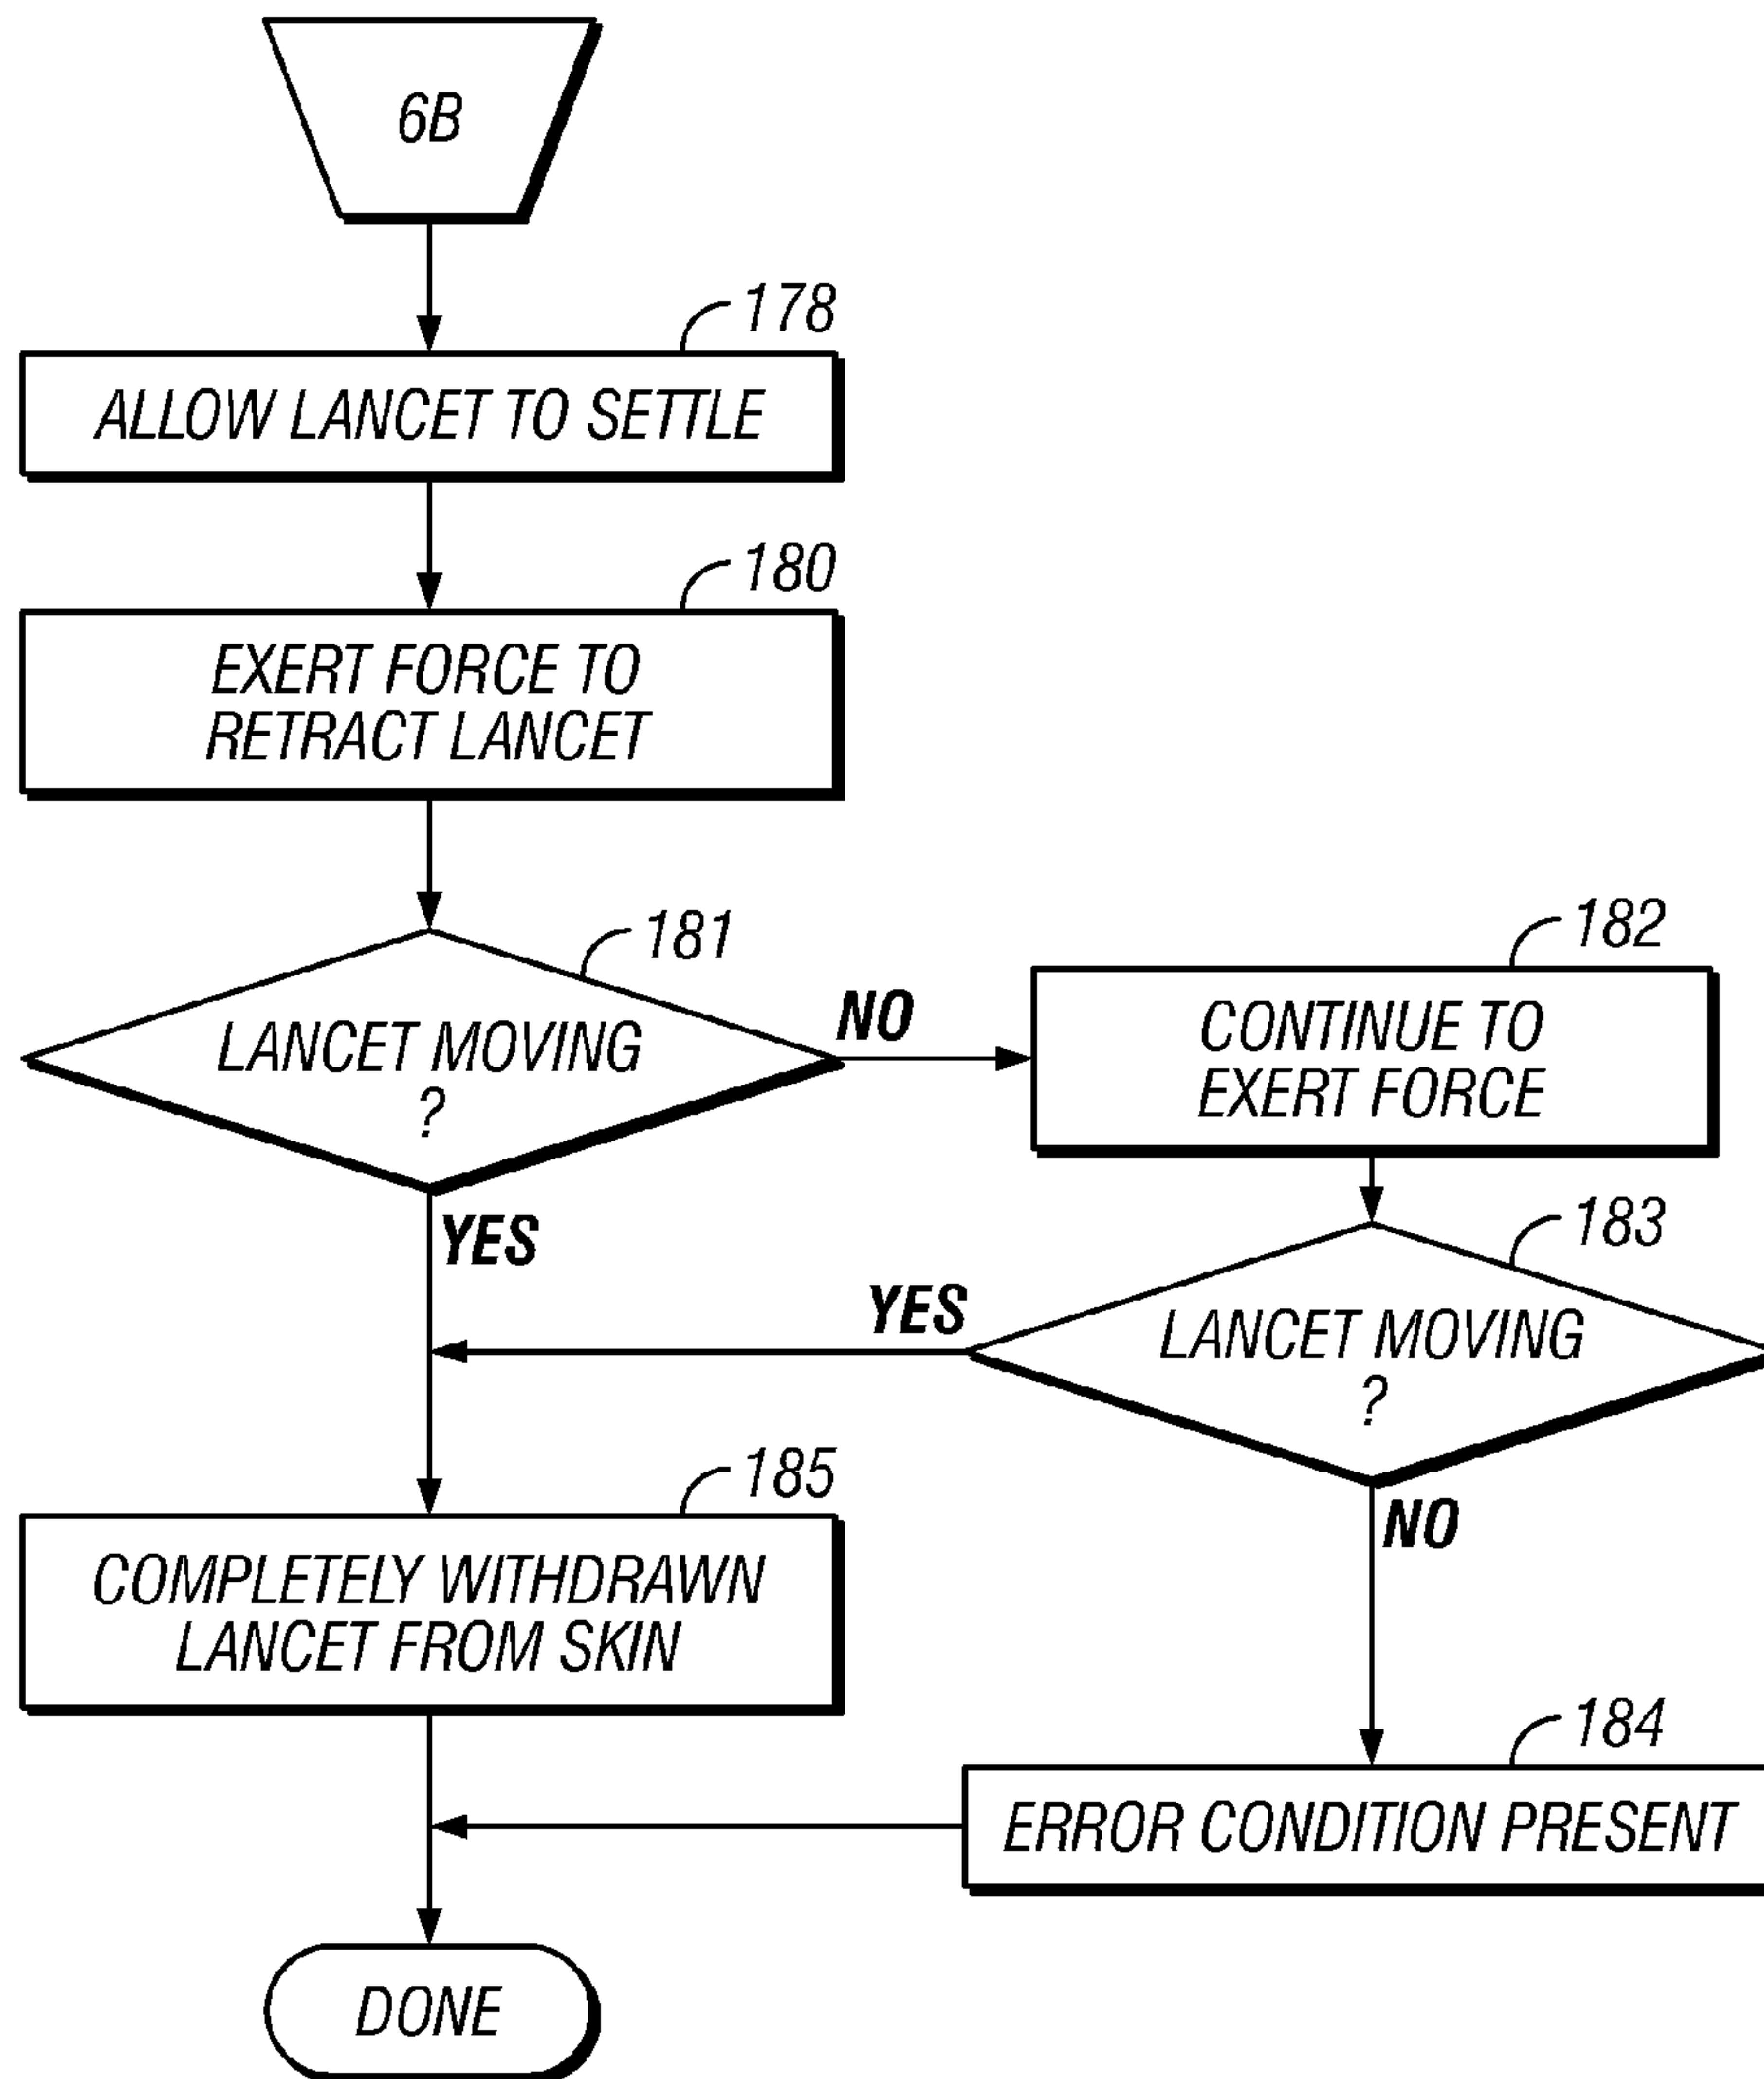 6B
178
ALLOW LANCET TO SETTLE
180
EXERT FORCE TO
RETRACT LANCET
181
LANCET MOVING
?
NO
YES
182
CONTINUE TO
EXERT FORCE
183
LANCET MOVING
?
YES
NO
185
COMPLETELY WITHDRAWN
LANCET FROM SKIN
184
ERROR CONDITION PRESENT
DONE